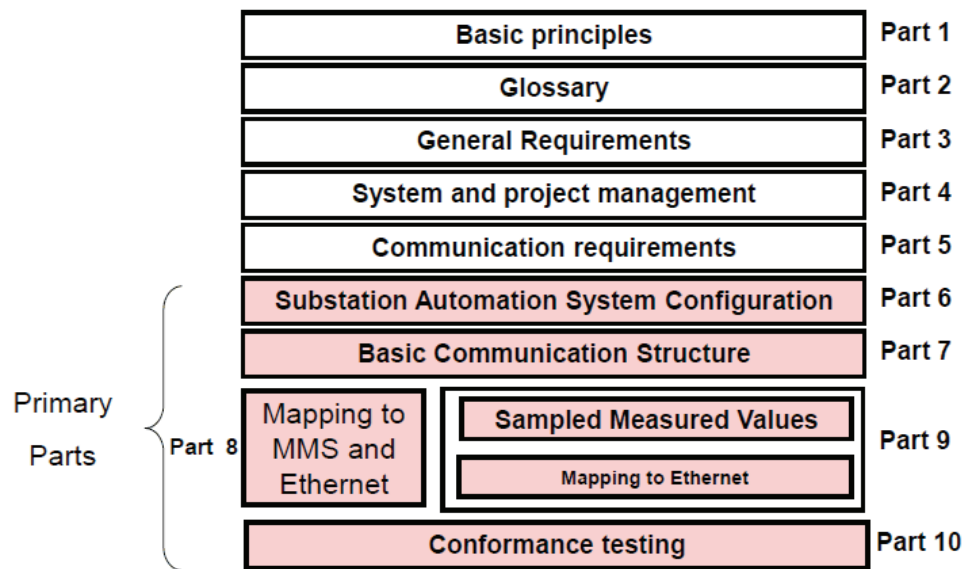 Basic principles Part 1
Glossary Part 2
General Requirements Part 3
System and project management Part 4
Communication requirements Part 5
Substation Automation System Configuration Part 6
Basic Communication Structure Part 7
Primary
Parts
Part 8
Mapping to
MMS and
Ethernet
Sampled Measured Values
Mapping to Ethernet
Part 9
Conformance testing Part 10